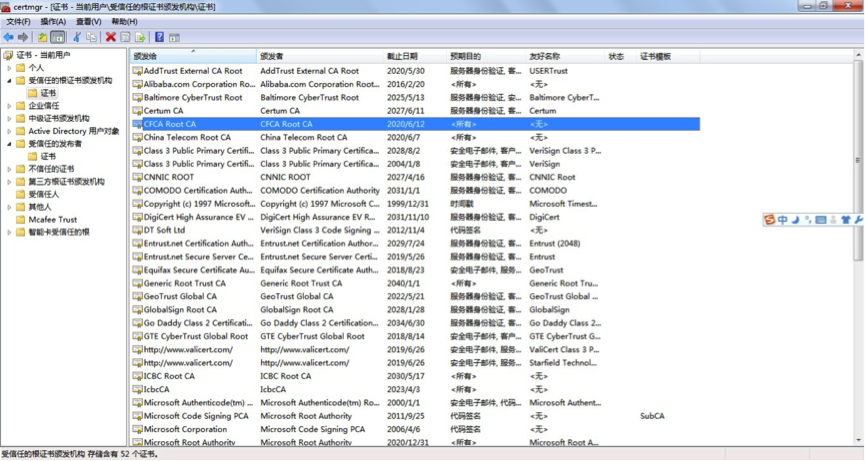 certmgr - [证书 - 当前用户\受信任的根证书颁发机构\证书]
文件(F) 操作(A) 查看(V) 帮助(H)
证书 - 当前用户
个人
受信任的根证书颁发机构
证书
企业信任
中级证书颁发机构
Active Directory 用户对象
受信任的发布者
证书
不信任的证书
第三方根证书颁发机构
受信任人
其他人
Mcafee Trust
智能卡受信任的根
颁发给 颁发者 截止日期 预期目的 友好名称 状态 证书模板
AddTrust External CA Root AddTrust External CA Root 2020/5/30 服务器身份验证, 客... USERTrust
Alibaba.com Corporation Ro... Alibaba.com Corporation Root... 2016/2/20 <所有> <无>
Baltimore CyberTrust Root Baltimore CyberTrust Root 2025/5/13 服务器身份验证, 安... Baltimore CyberT...
Certum CA Certum CA 2027/6/11 服务器身份验证, 客... Certum
CFCA Root CA CFCA Root CA 2020/6/12 <所有> <无>
China Telecom Root CA China Telecom Root CA 2020/6/7 <所有> <无>
Class 3 Public Primary Certifi... Class 3 Public Primary Certifica... 2028/8/2 安全电子邮件, 客户... VeriSign Class 3 P...
Class 3 Public Primary Certifi... Class 3 Public Primary Certifica... 2004/1/8 安全电子邮件, 客户... VeriSign
CNNIC ROOT CNNIC ROOT 2027/4/16 服务器身份验证, 客... CNNIC Root
COMODO Certification Auth... COMODO Certification Authority 2031/1/1 服务器身份验证, 客... COMODO
Copyright (c) 1997 Microsoft... Copyright (c) 1997 Microsoft C... 1999/12/31 时间戳 Microsoft Timest...
DigiCert High Assurance EV ... DigiCert High Assurance EV R... 2031/11/10 服务器身份验证, 客... DigiCert
DT Soft Ltd VeriSign Class 3 Code Signing ... 2012/11/4 代码签名 <无>
Entrust.net Certification Auth... Entrust.net Certification Author... 2029/7/24 服务器身份验证, 客... Entrust (2048)
Entrust.net Secure Server Ce... Entrust.net Secure Server Certi... 2019/5/26 服务器身份验证, 客... Entrust
Equifax Secure Certificate Au... Equifax Secure Certificate Auth... 2018/8/23 安全电子邮件, 服务... GeoTrust
Generic Root Trust CA Generic Root Trust CA 2040/1/1 <所有> Generic Root Tru...
GeoTrust Global CA GeoTrust Global CA 2022/5/21 服务器身份验证, 客... GeoTrust Global ...
GlobalSign Root CA GlobalSign Root CA 2028/1/28 服务器身份验证, 客... GlobalSign
Go Daddy Class 2 Certificati... Go Daddy Class 2 Certification... 2034/6/30 服务器身份验证, 客... Go Daddy Class 2...
GTE CyberTrust Global Root GTE CyberTrust Global Root 2018/8/14 安全电子邮件, 客户... GTE CyberTrust G...
http://www.valicert.com/ http://www.valicert.com/ 2019/6/26 安全电子邮件, 服务... ValiCert Class 3 P...
http://www.valicert.com/ http://www.valicert.com/ 2019/6/26 安全电子邮件, 服务... Starfield Technol...
ICBC Root CA ICBC Root CA 2030/5/17 <所有> <无>
IcbcCA IcbcCA 2023/4/3 <所有> <无>
Microsoft Authenticode(tm) ... Microsoft Authenticode(tm) Ro... 2000/1/1 安全电子邮件, 代码... Microsoft Authent...
Microsoft Code Signing PCA Microsoft Root Authority 2011/9/25 代码签名 <无> SubCA
Microsoft Corporation Microsoft Code Signing PCA 2006/4/6 代码签名 <无>
Microsoft Root Authority Microsoft Root Authority 2020/12/31 <所有> Microsoft Root A...
中
受信任的根证书颁发机构 存储含有 52 个证书。